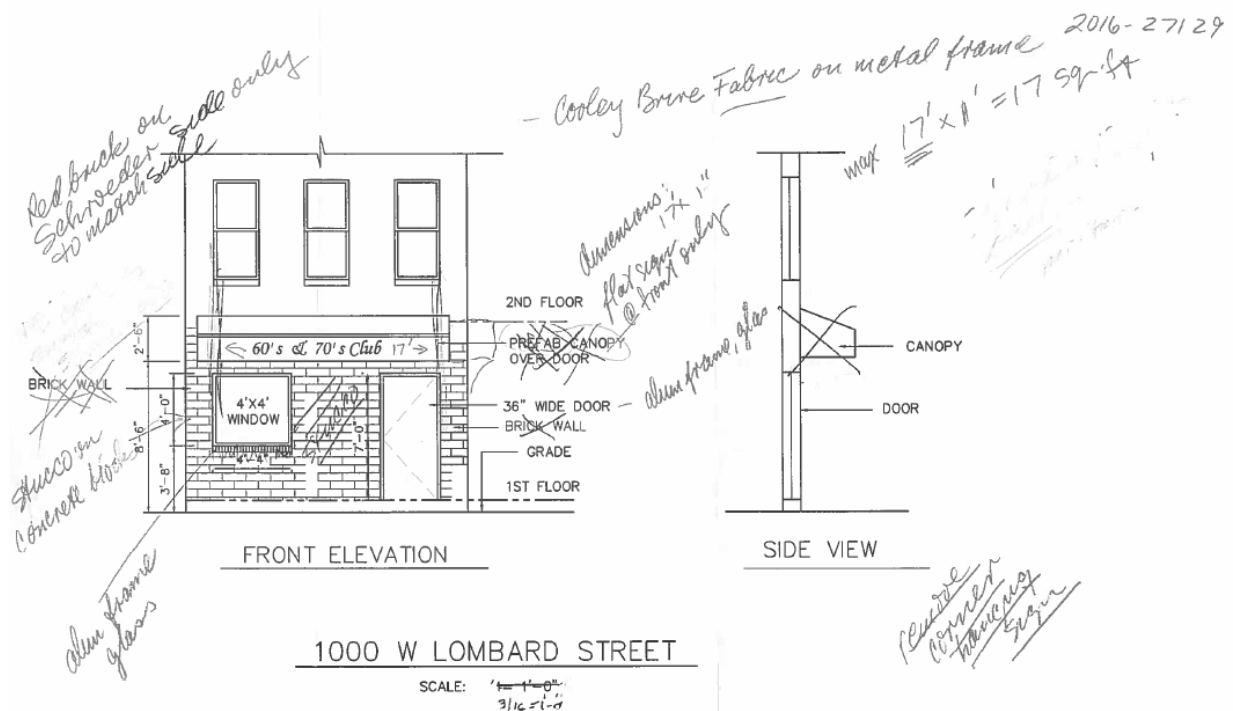 2016-27129
- Cooley Brite Fabric on metal frame
max 17' x 1' = 17 sq. ft
Red brick on
Schroeder side only
to match side
dimensions: 17 x 1"
flat sign
@ front only
2ND FLOOR
2'-6"
60's & 70's Club 17'
PREFAB CANOPY
OVER DOOR
CANOPY
BRICK WALL
4'-0"
8'-6"
4'X4'
WINDOW
stucco
7'-0"
36" WIDE DOOR - alum frame, glas
DOOR
BRICK WALL
GRADE
4'-4"
3'-8"
1ST FLOOR
stucco on
concrete block
FRONT ELEVATION
SIDE VIEW
alum frame
glass
remove
corner
hanging
sign
1000 W LOMBARD STREET
SCALE: 1"= 1'-0"
3/16 = 1'-0"